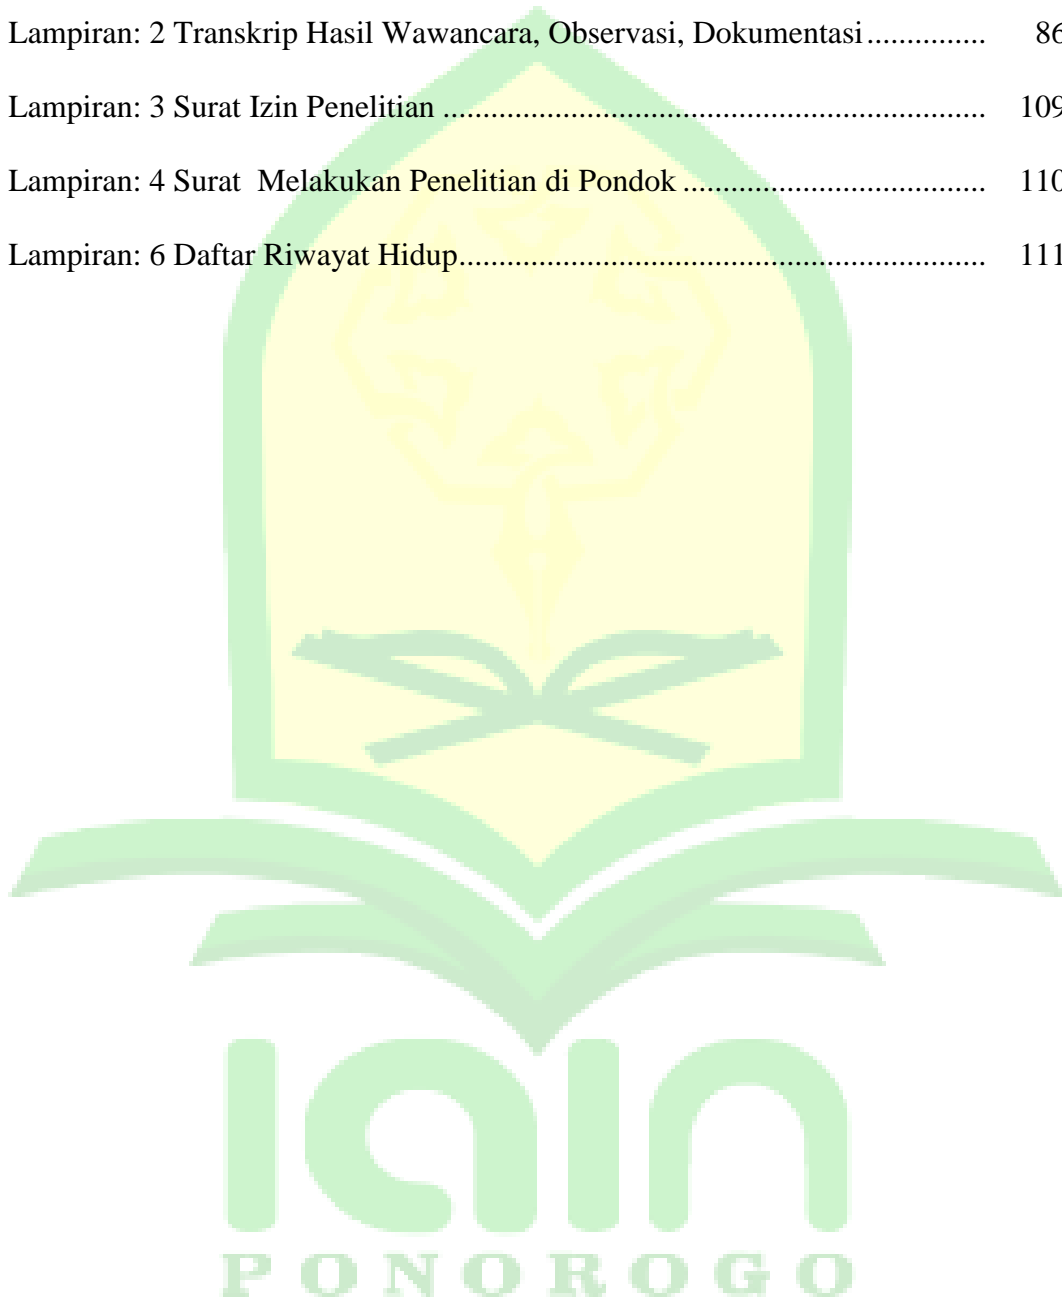 Lampiran: 2 Transkrip Hasil Wawancara, Observasi, Dokumentasi............... 86
Lampiran: 3 Surat Izin Penelitian ..................................................................... 109
Lampiran: 4 Surat  Melakukan Penelitian di Pondok ...................................... 110
Lampiran: 6 Daftar Riwayat Hidup................................................................... 111
iain
PONOROGO